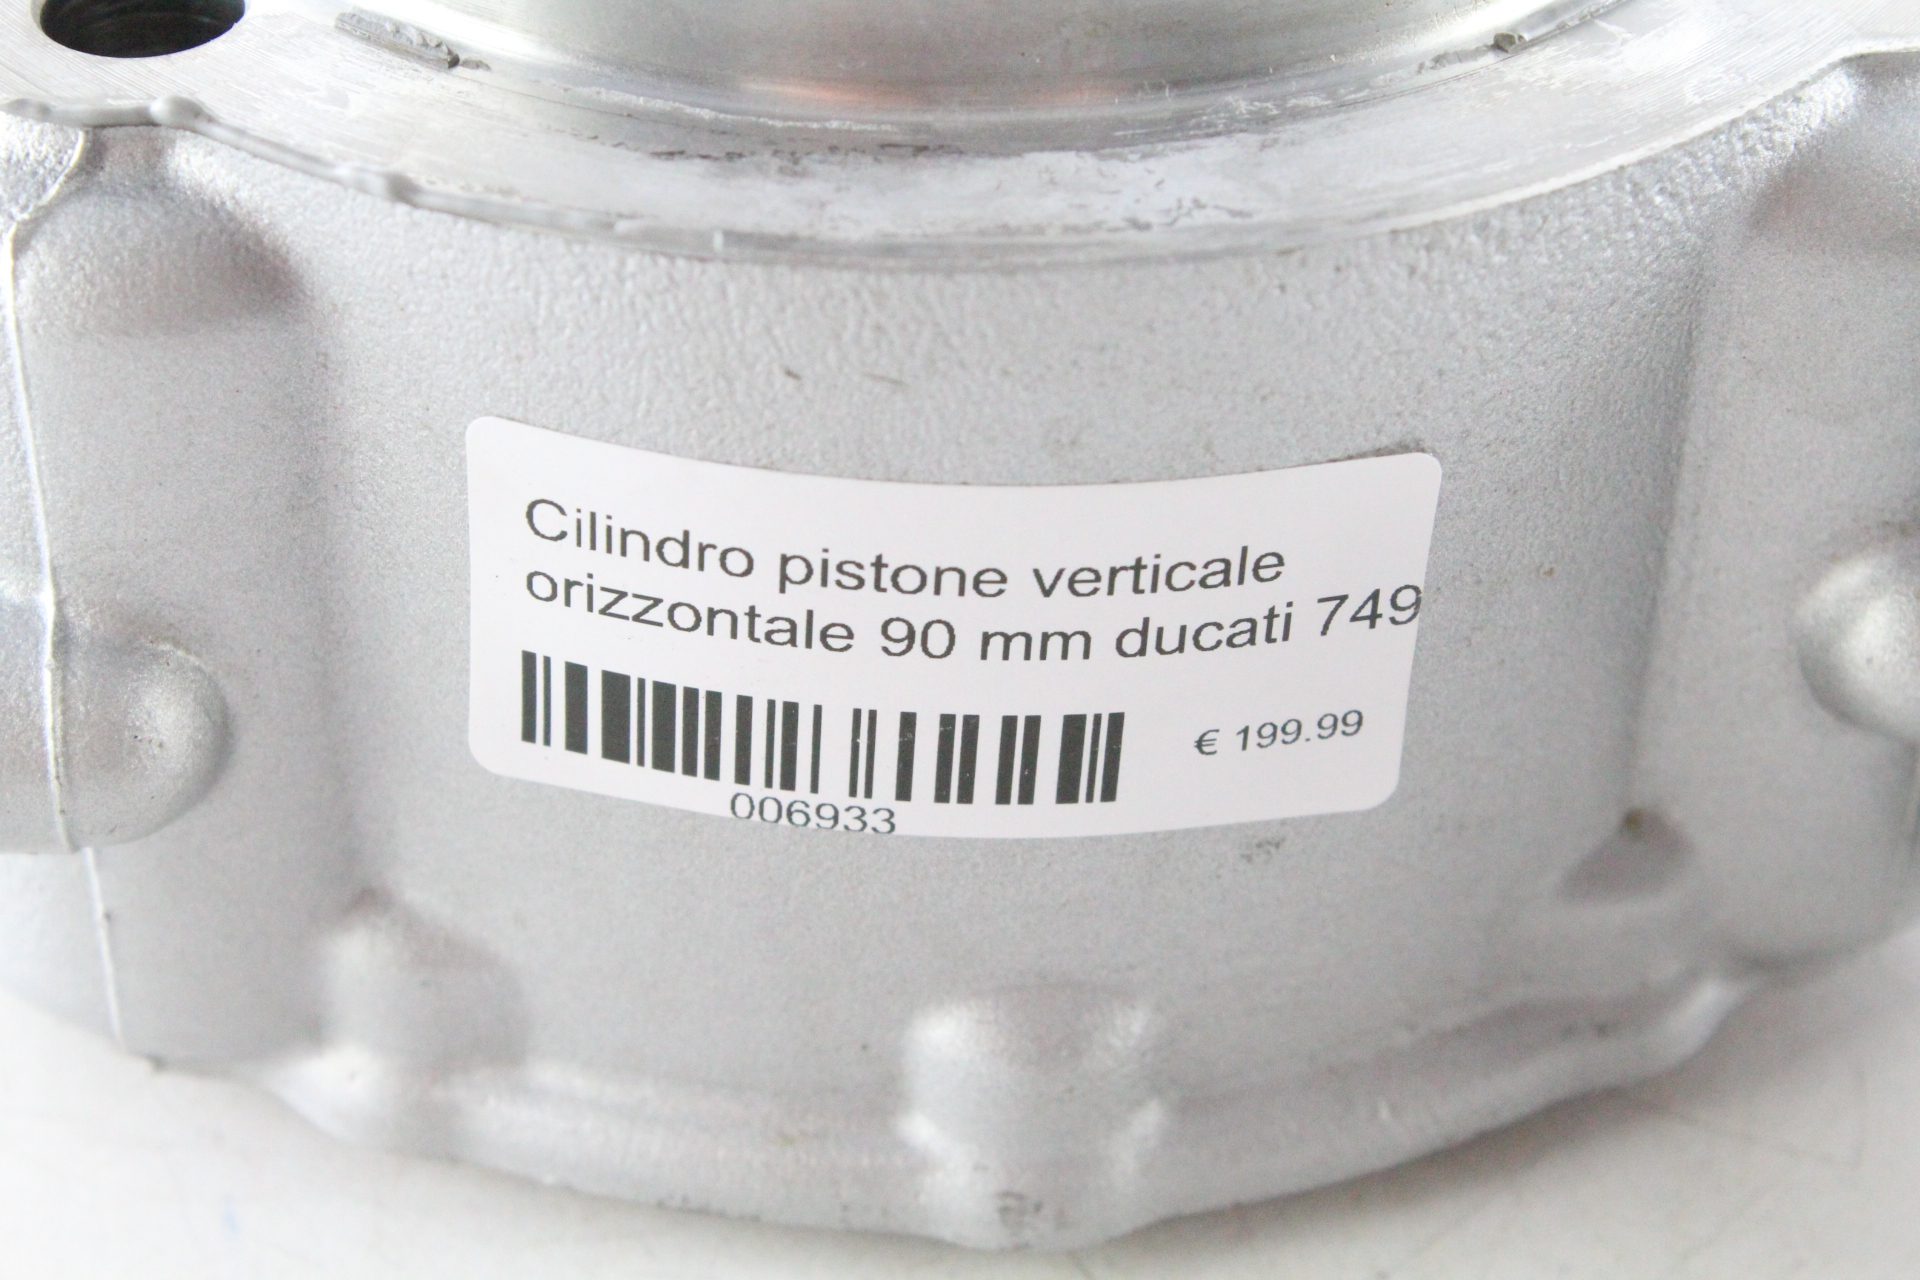 Cilindro pistone verticale
orizzontale 90 mm ducati 749
€ 199.99
006933